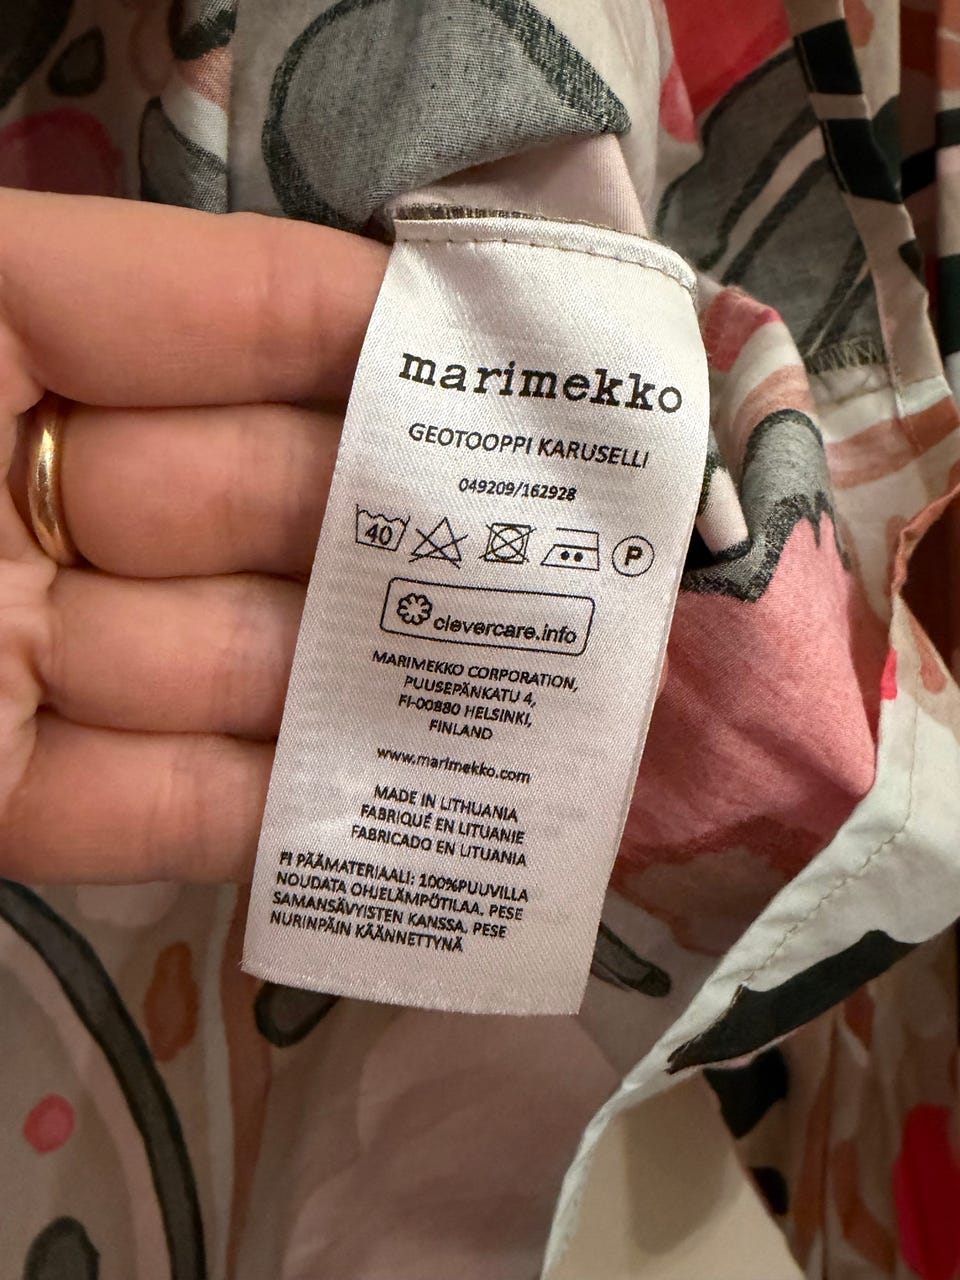 marimekko
GEOTOOPPI KARUSELLI
049209/162928
40 P
clevercare.info
MARIMEKKO CORPORATION,
PUUSEPÄNKATU 4,
FI-00880 HELSINKI,
FINLAND
www.marimekko.com
MADE IN LITHUANIA
FABRIQUÉ EN LITUANIE
FABRICADO EN LITUANIA
FI PÄÄMATERIAALI: 100%PUUVILLA
NOUDATA OHJELÄMPÖTILAA. PESE
SAMANSÄVYISTEN KANSSA. PESE
NURINPÄIN KÄÄNNETTYNÄ